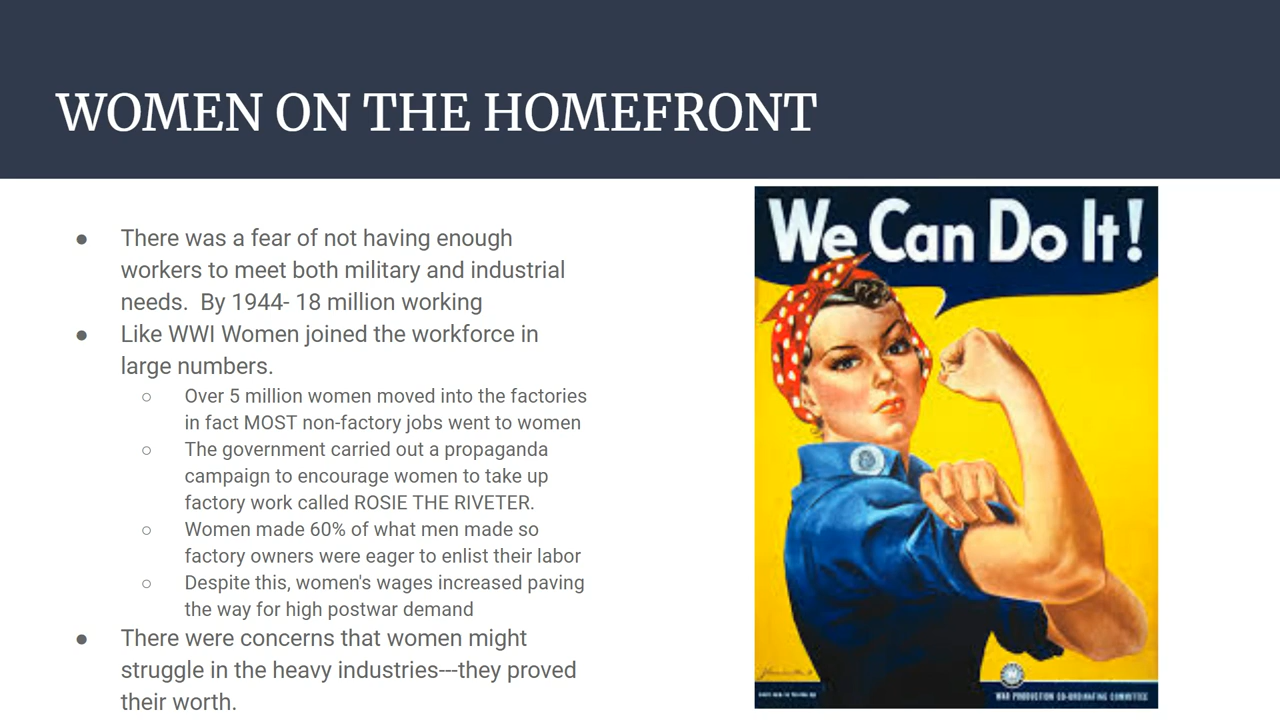 WOMEN ON THE HOMEFRONT
● There was a fear of not having enough
workers to meet both military and industrial
needs.  By 1944- 18 million working
● Like WWI Women joined the workforce in
large numbers.
○ Over 5 million women moved into the factories
in fact MOST non-factory jobs went to women
○ The government carried out a propaganda
campaign to encourage women to take up
factory work called ROSIE THE RIVETER.
○ Women made 60% of what men made so
factory owners were eager to enlist their labor
○ Despite this, women's wages increased paving
the way for high postwar demand
● There were concerns that women might
struggle in the heavy industries---they proved
their worth.
We Can Do It!
WAR PRODUCTION CO-ORDINATING COMMITTEE